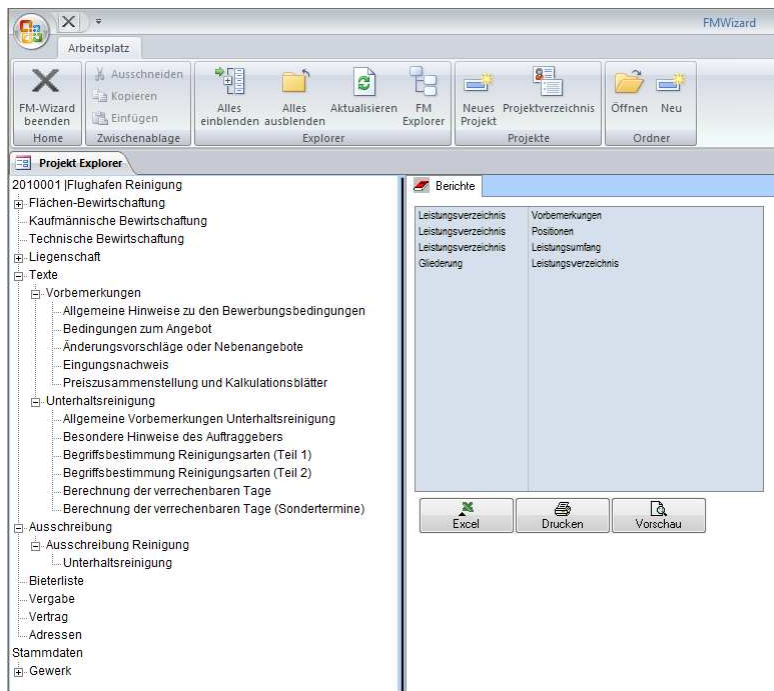 FMWizard
Arbeitsplatz
FM-Wizard beenden
Home
Ausschneiden
Kopieren
Einfügen
Zwischenablage
Alles einblenden
Alles ausblenden
Aktualisieren
FM Explorer
Explorer
Neues Projekt
Projektverzeichnis
Projekte
Öffnen
Neu
Ordner
Projekt Explorer
2010001 |Flughafen Reinigung
Flächen-Bewirtschaftung
Kaufmännische Bewirtschaftung
Technische Bewirtschaftung
Liegenschaft
Texte
Vorbemerkungen
Allgemeine Hinweise zu den Bewerbungsbedingungen
Bedingungen zum Angebot
Änderungsvorschläge oder Nebenangebote
Eingungsnachweis
Preiszusammenstellung und Kalkulationsblätter
Unterhaltsreinigung
Allgemeine Vorbemerkungen Unterhaltsreinigung
Besondere Hinweise des Auftraggebers
Begriffsbestimmung Reinigungsarten (Teil 1)
Begriffsbestimmung Reinigungsarten (Teil 2)
Berechnung der verrechenbaren Tage
Berechnung der verrechenbaren Tage (Sondertermine)
Ausschreibung
Ausschreibung Reinigung
Unterhaltsreinigung
Bieterliste
Vergabe
Vertrag
Adressen
Stammdaten
Gewerk
Berichte
Leistungsverzeichnis Vorbemerkungen
Leistungsverzeichnis Positionen
Leistungsverzeichnis Leistungsumfang
Gliederung Leistungsverzeichnis
Excel
Drucken
Vorschau